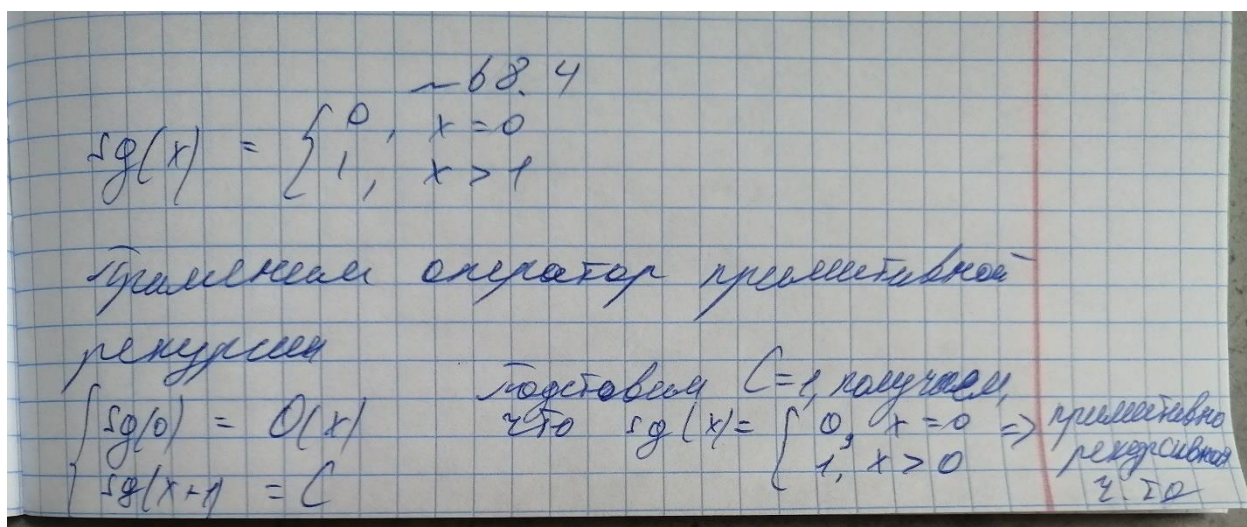 ~68.4
sg(x) = { 0, x = 0
1, x > 1
Применим оператор примитивной
рекурсии
{ sg(0) = O(x)
sg(x+1) = C
Подставим C=1, получаем,
что sg(x) = { 0, x = 0 => примитивно
1, x > 0 рекурсивная
ч.тд